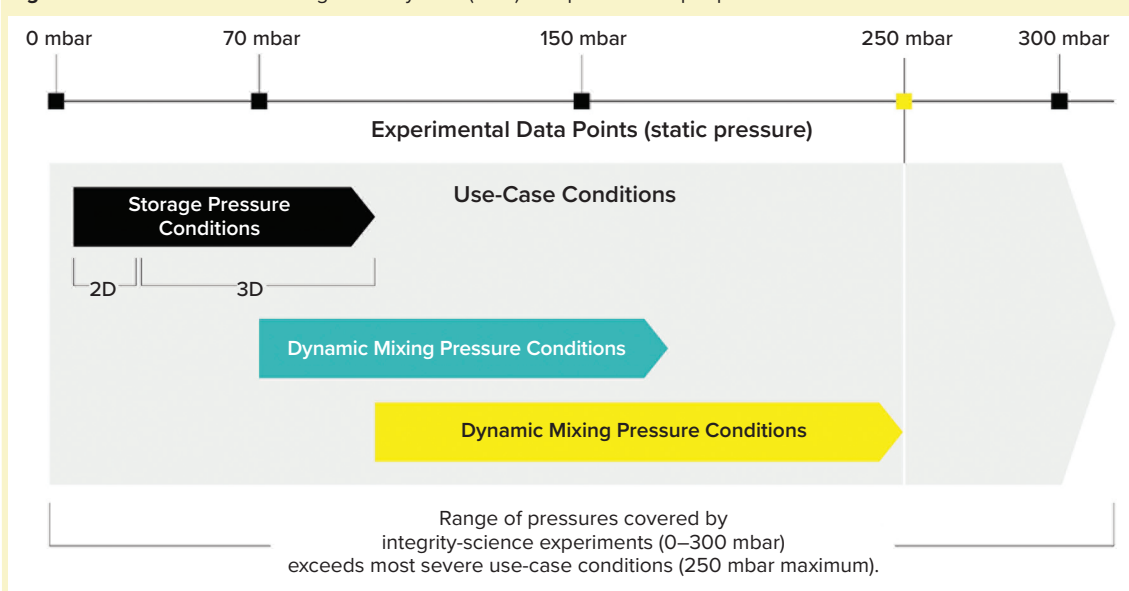 0 mbar 70 mbar 150 mbar 250 mbar 300 mbar
Experimental Data Points (static pressure)
Use-Case Conditions
Storage Pressure
Conditions
2D 3D
Dynamic Mixing Pressure Conditions
Dynamic Mixing Pressure Conditions
Range of pressures covered by
integrity-science experiments (0–300 mbar)
exceeds most severe use-case conditions (250 mbar maximum).